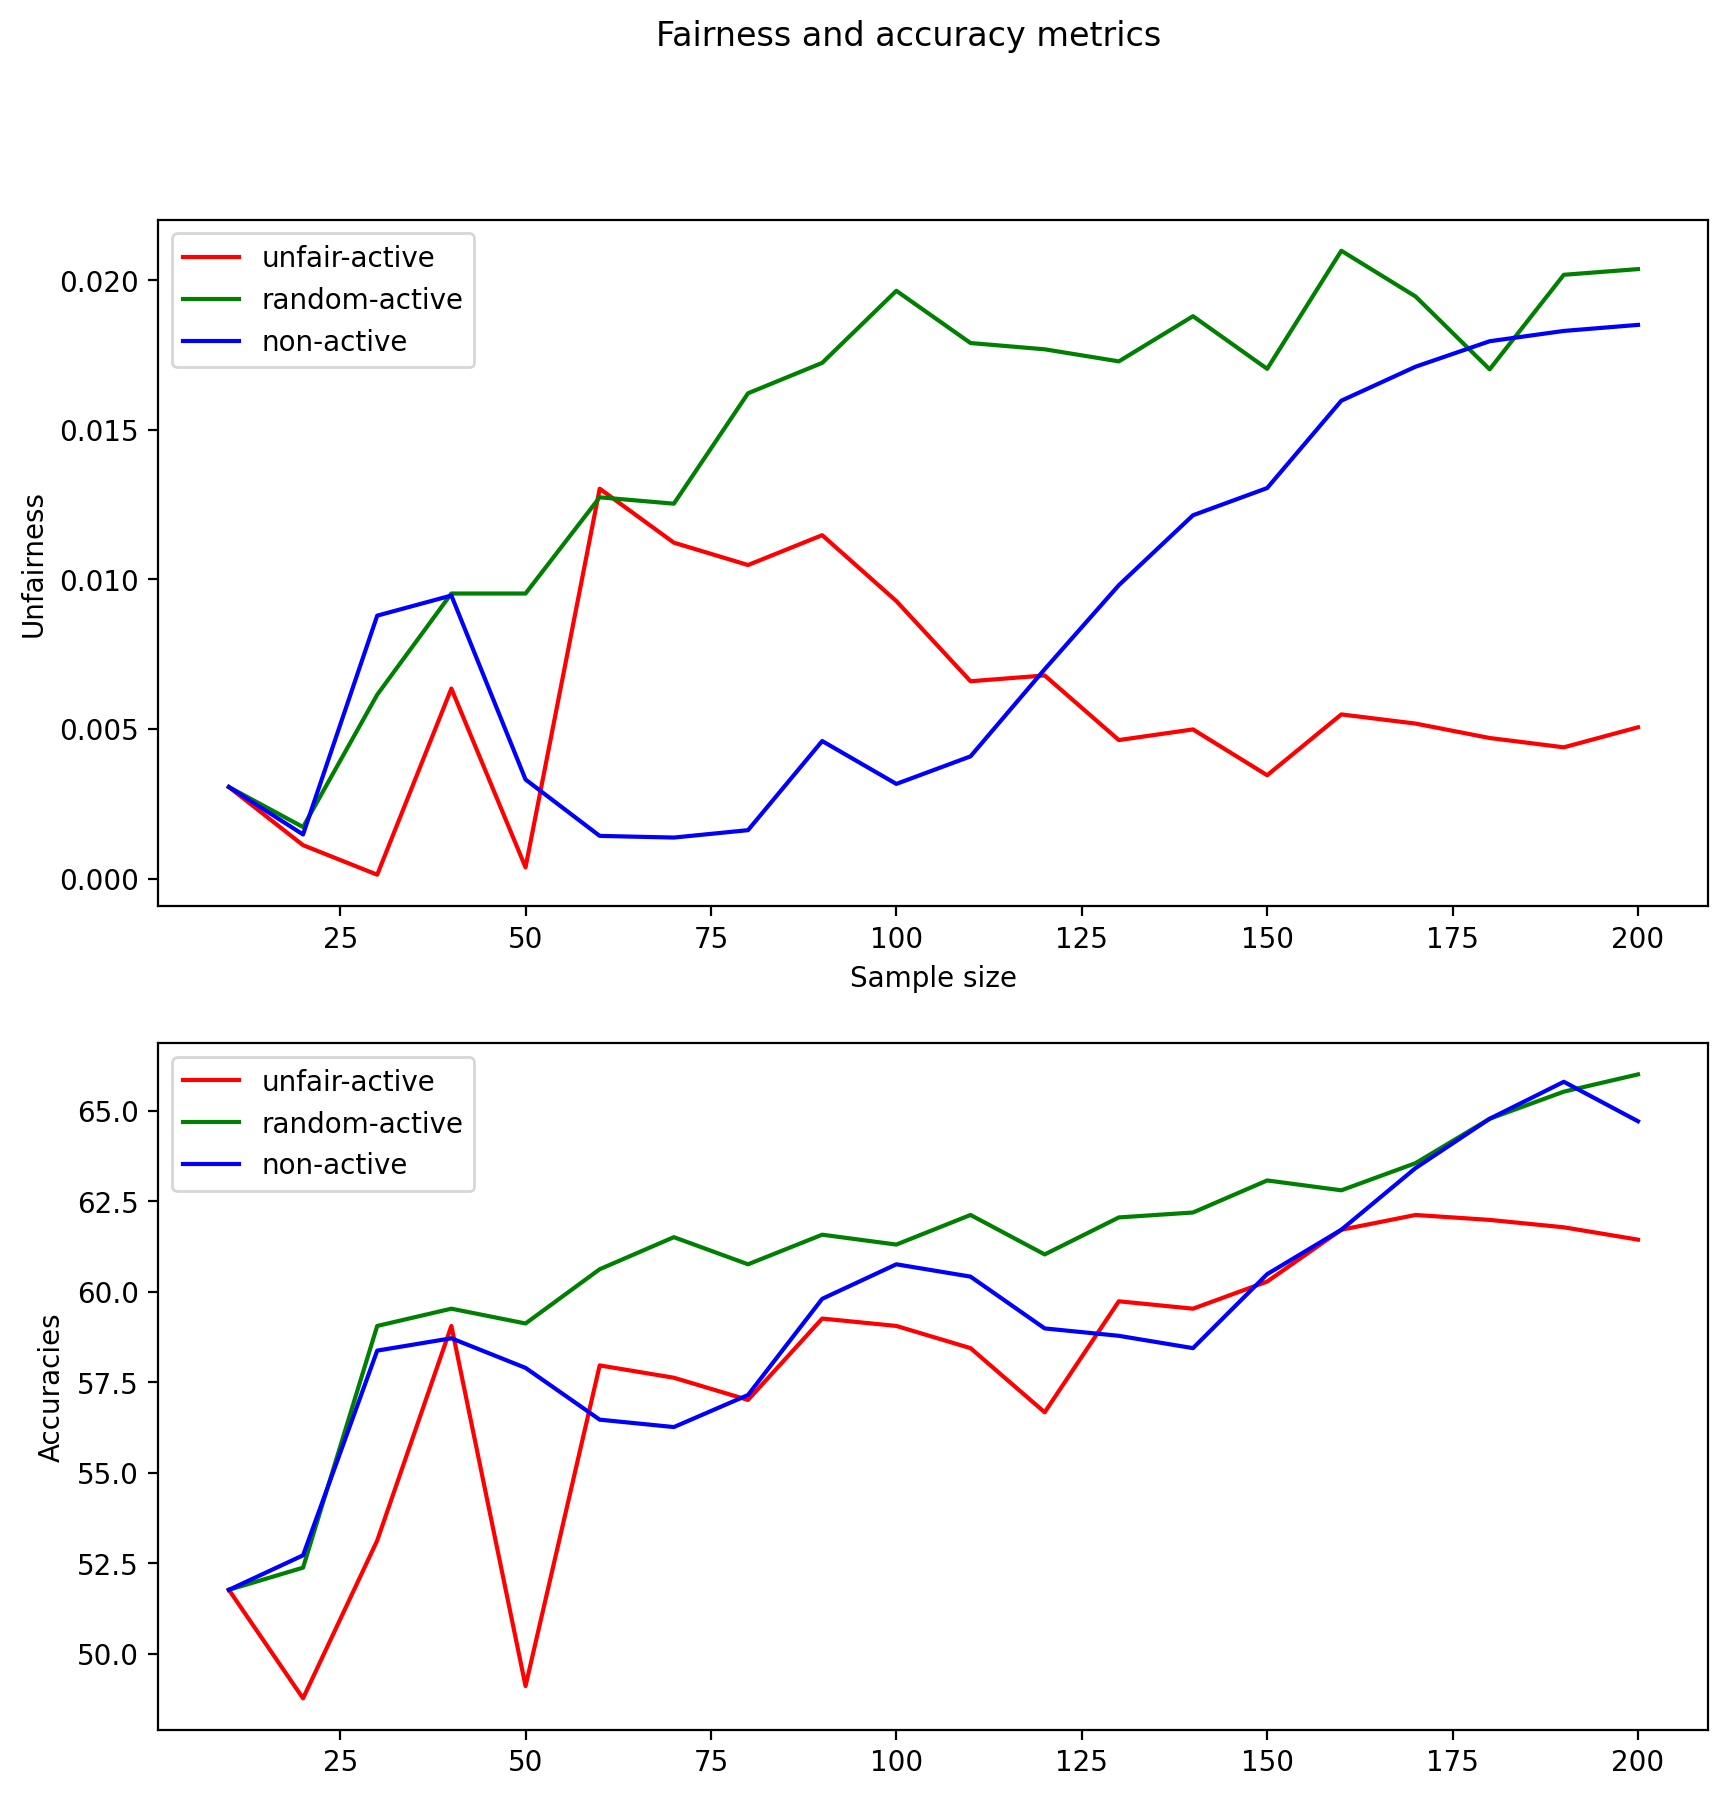 Fairness and accuracy metrics
unfair-active
random-active
non-active
0.020
0.015
0.010
0.005
0.000
Unfairness
25 50 75 100 125 150 175 200
Sample size
unfair-active
random-active
non-active
65.0
62.5
60.0
57.5
55.0
52.5
50.0
Accuracies
25 50 75 100 125 150 175 200